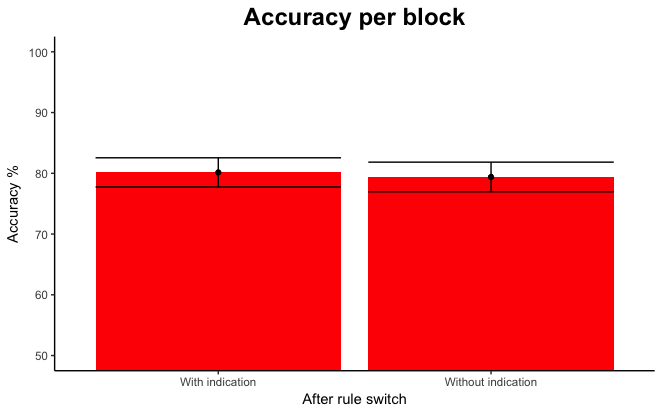 Accuracy per block
Accuracy %
100
90
80
70
60
50
With indication
Without indication
After rule switch